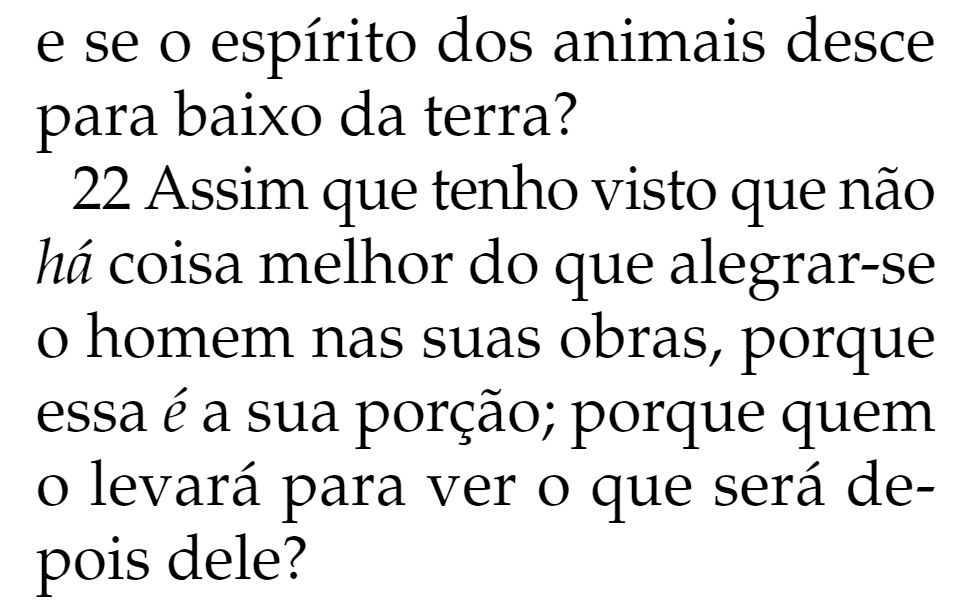 e se o espírito dos animais desce
para baixo da terra?
22 Assim que tenho visto que não
há coisa melhor do que alegrar-se
o homem nas suas obras, porque
essa é a sua porção; porque quem
o levará para ver o que será de-
pois dele?